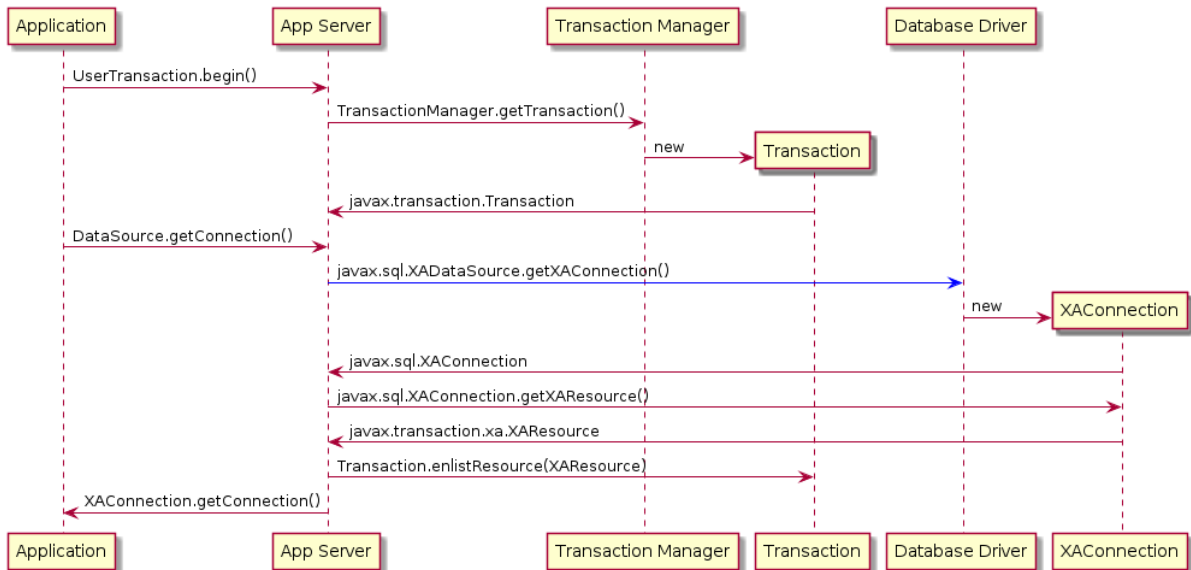 Application App Server Transaction Manager Database Driver
UserTransaction.begin()
TransactionManager.getTransaction()
new
Transaction
javax.transaction.Transaction
DataSource.getConnection()
javax.sql.XADataSource.getXAConnection()
new
XAConnection
javax.sql.XAConnection
javax.sql.XAConnection.getXAResource()
javax.transaction.xa.XAResource
Transaction.enlistResource(XAResource)
XAConnection.getConnection()
Application App Server Transaction Manager Transaction Database Driver XAConnection